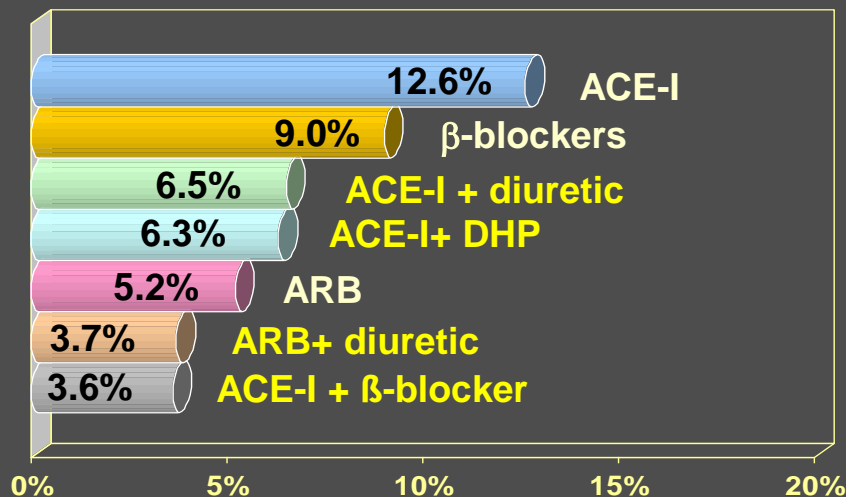 12.6% ACE-I
9.0% β-blockers
6.5% ACE-I + diuretic
6.3% ACE-I+ DHP
5.2% ARB
3.7% ARB+ diuretic
3.6% ACE-I + ß-blocker
0% 5% 10% 15% 20%